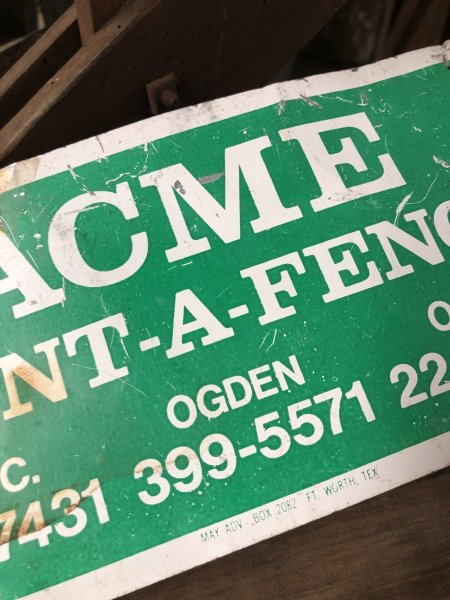 ACME
NT-A-FENC
C. OGDEN O
7431 399-5571 22
MAY ADV. BOX 2082 FT. WORTH, TEX